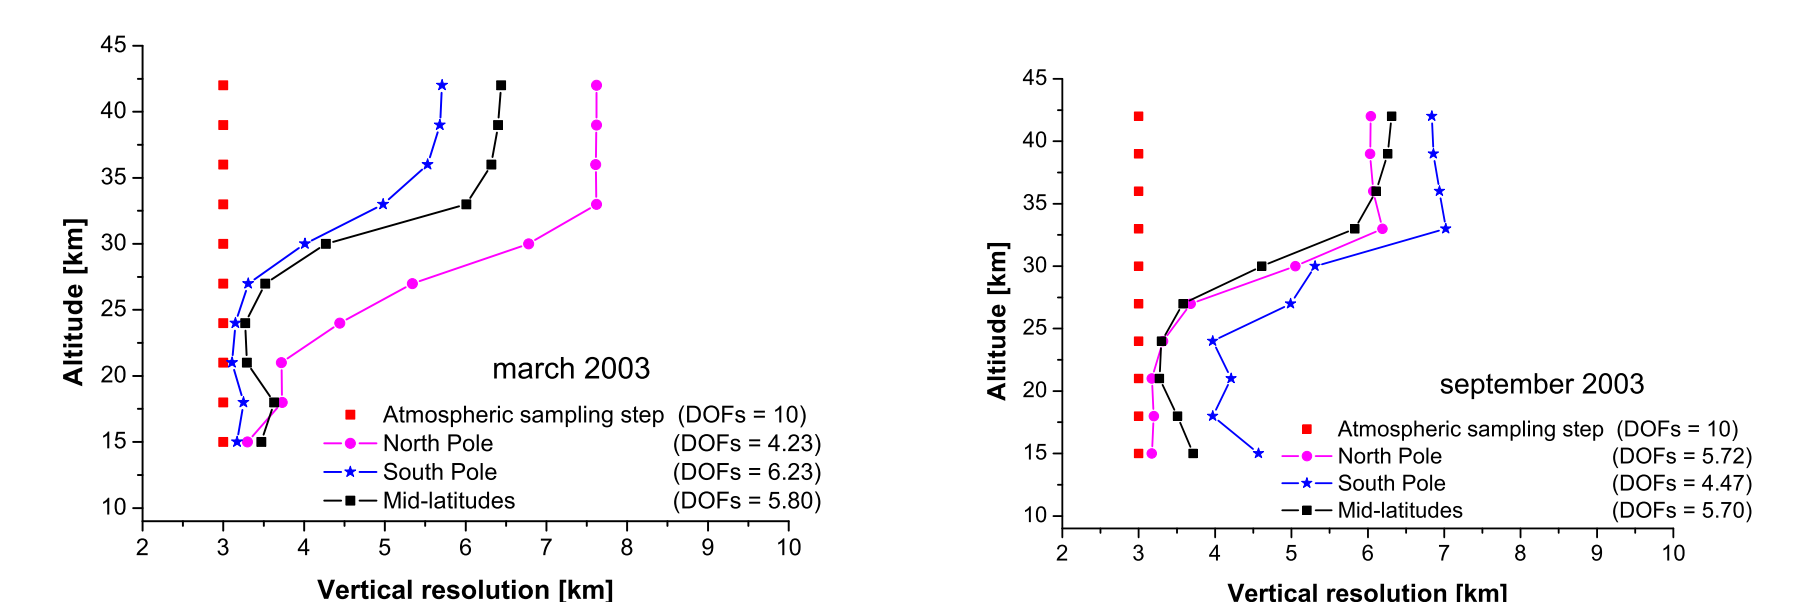 45
40
35
30
25
20
15
10
Altitude [km]
march 2003
Atmospheric sampling step (DOFs = 10)
North Pole (DOFs = 4.23)
South Pole (DOFs = 6.23)
Mid-latitudes (DOFs = 5.80)
2 3 4 5 6 7 8 9 10
Vertical resolution [km]
45
40
35
30
25
20
15
10
Altitude [km]
september 2003
Atmospheric sampling step (DOFs = 10)
North Pole (DOFs = 5.72)
South Pole (DOFs = 4.47)
Mid-latitudes (DOFs = 5.70)
2 3 4 5 6 7 8 9 10
Vertical resolution [km]